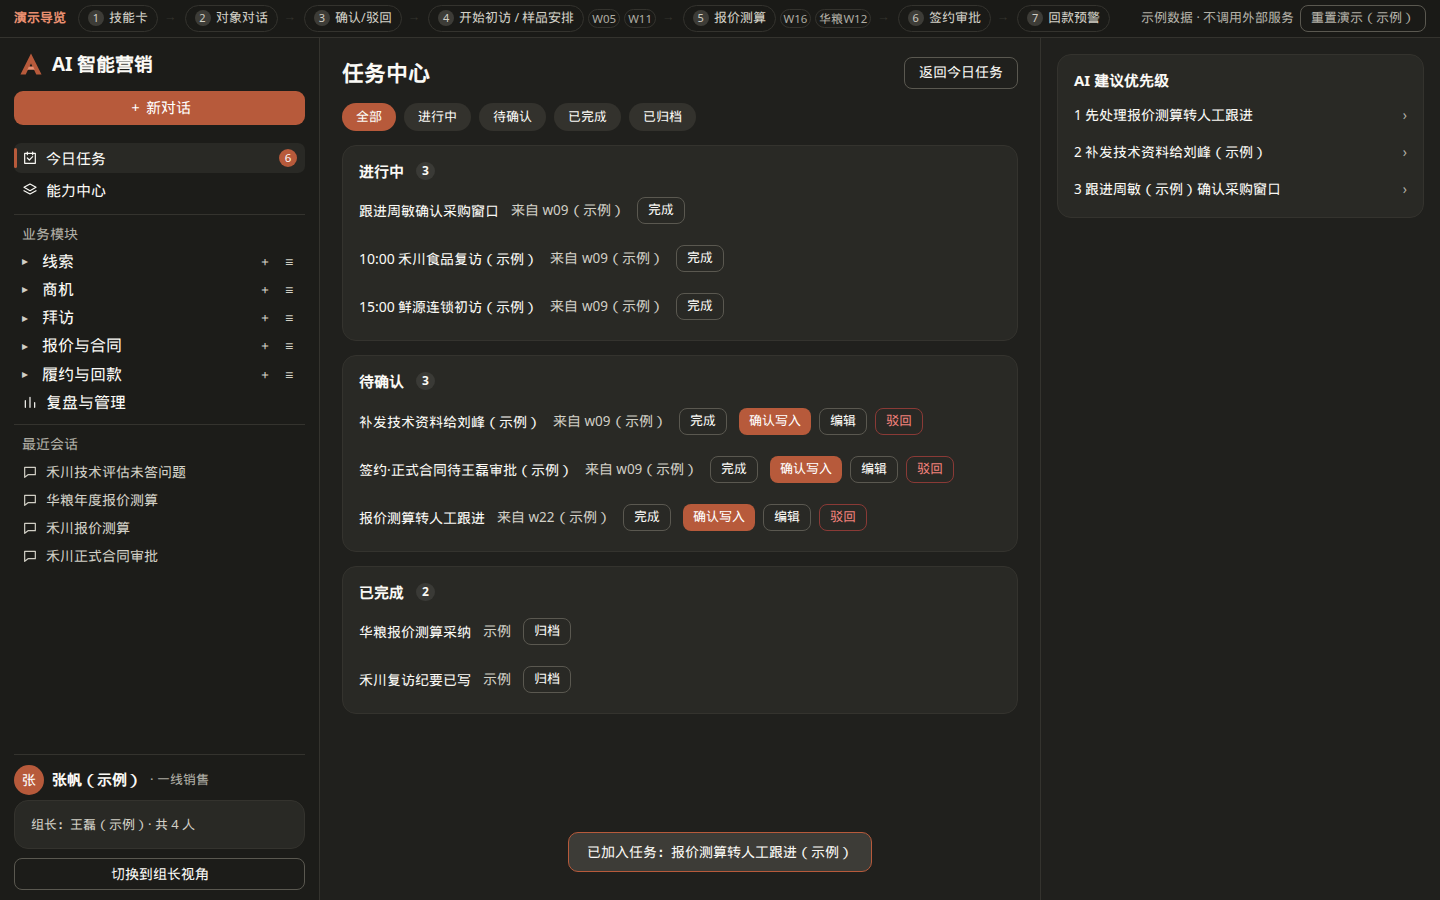 演示导览 1 技能卡 → 2 对象对话 → 3 确认/驳回 → 4 开始初访 / 样品安排 W05 W11 → 5 报价测算 W16 华粮W12 → 6 签约审批 → 7 回款预警 示例数据 · 不调用外部服务 重置演示（示例）
AI 智能营销
+ 新对话
今日任务 6
能力中心
业务模块
▸ 线索 + ≡
▸ 商机 + ≡
▸ 拜访 + ≡
▸ 报价与合同 + ≡
▸ 履约与回款 + ≡
复盘与管理
最近会话
禾川技术评估未答问题
华粮年度报价测算
禾川报价测算
禾川正式合同审批
张 张帆（示例） · 一线销售
组长：王磊（示例）· 共 4 人
切换到组长视角
任务中心 返回今日任务
全部 进行中 待确认 已完成 已归档
进行中 3
跟进周敏确认采购窗口 来自 w09（示例） 完成
10:00 禾川食品复访（示例） 来自 w09（示例） 完成
15:00 鲜源连锁初访（示例） 来自 w09（示例） 完成
待确认 3
补发技术资料给刘峰（示例） 来自 w09（示例） 完成 确认写入 编辑 驳回
签约·正式合同待王磊审批（示例） 来自 w09（示例） 完成 确认写入 编辑 驳回
报价测算转人工跟进 来自 w22（示例） 完成 确认写入 编辑 驳回
已完成 2
华粮报价测算采纳 示例 归档
禾川复访纪要已写 示例 归档
已加入任务：报价测算转人工跟进（示例）
AI 建议优先级
1 先处理报价测算转人工跟进 ›
2 补发技术资料给刘峰（示例） ›
3 跟进周敏（示例）确认采购窗口 ›